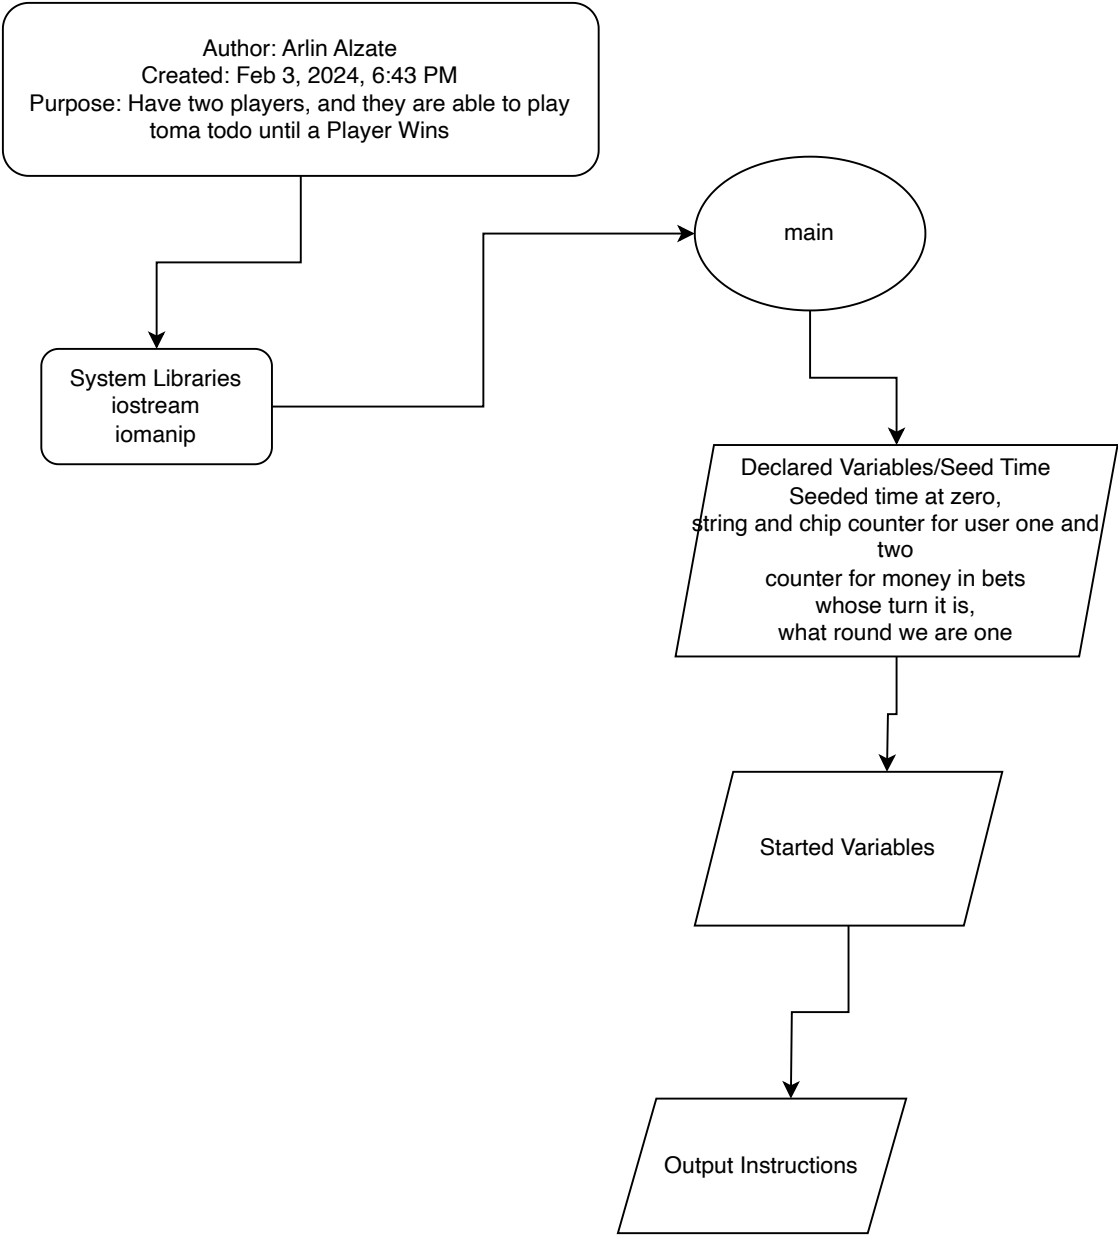 Author: Arlin Alzate
Created: Feb 3, 2024, 6:43 PM
Purpose: Have two players, and they are able to play
toma todo until a Player Wins
main
System Libraries
iostream
iomanip
Declared Variables/Seed Time
Seeded time at zero,
string and chip counter for user one and
two
counter for money in bets
whose turn it is,
what round we are one
Started Variables
Output Instructions